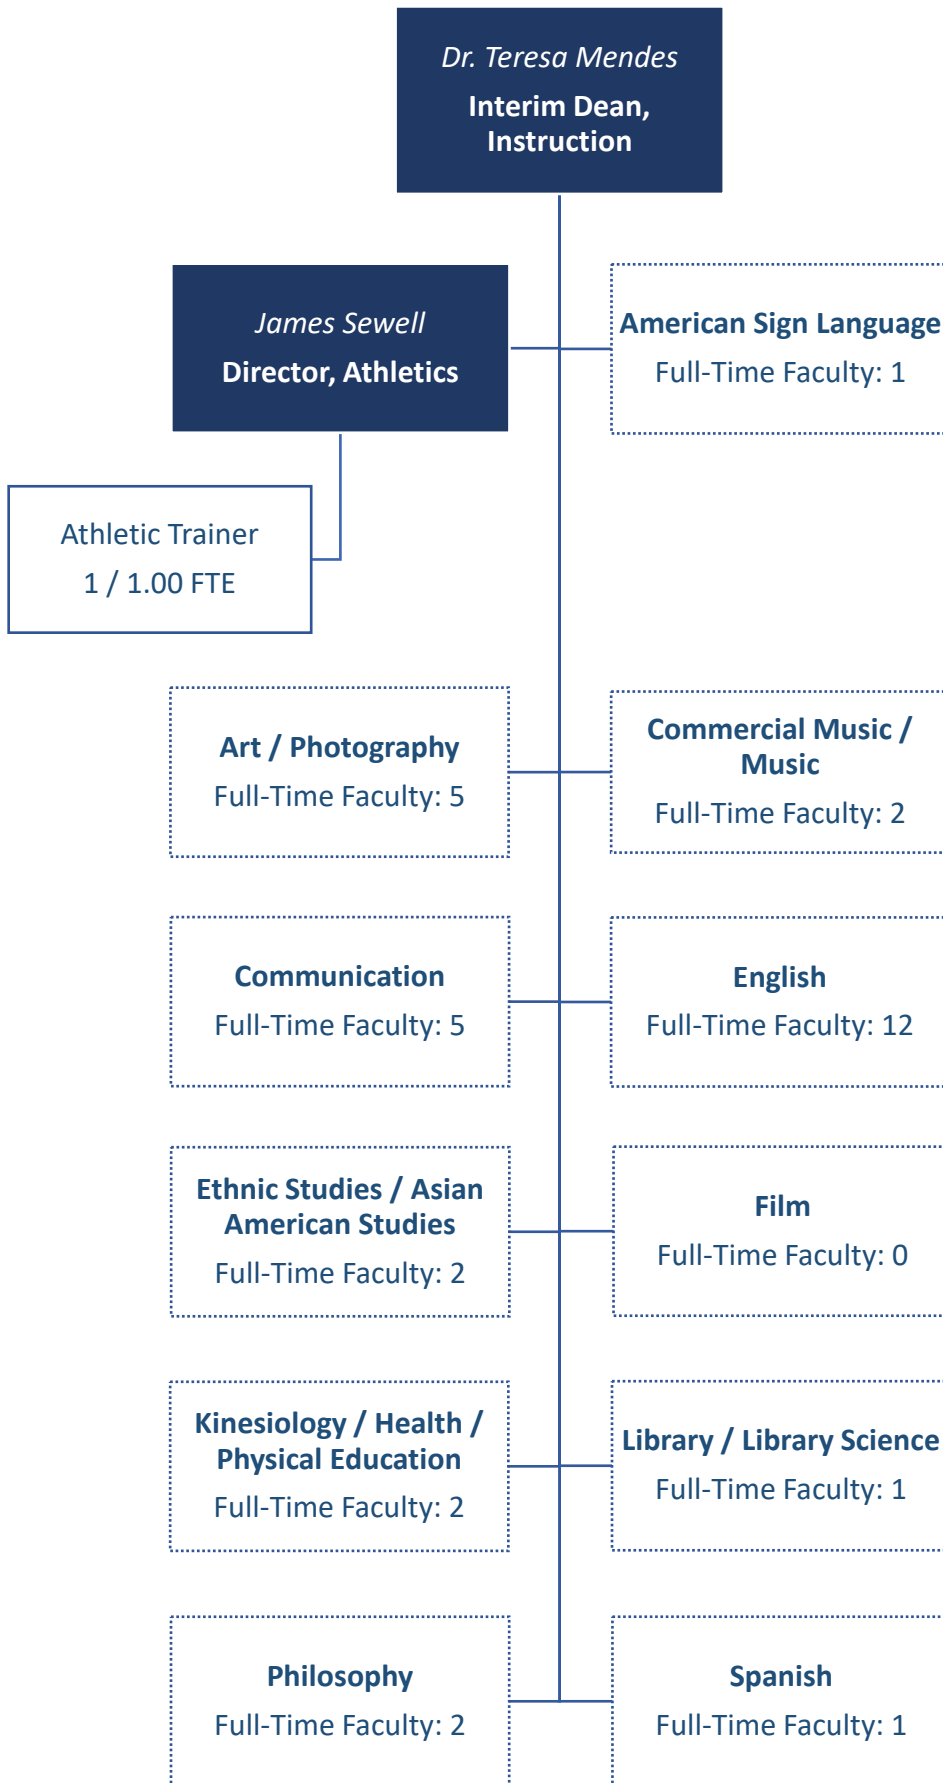 Dr. Teresa Mendes
Interim Dean,
Instruction
James Sewell
Director, Athletics
American Sign Language
Full-Time Faculty: 1
Athletic Trainer
1 / 1.00 FTE
Art / Photography
Full-Time Faculty: 5
Commercial Music /
Music
Full-Time Faculty: 2
Communication
Full-Time Faculty: 5
English
Full-Time Faculty: 12
Ethnic Studies / Asian
American Studies
Full-Time Faculty: 2
Film
Full-Time Faculty: 0
Kinesiology / Health /
Physical Education
Full-Time Faculty: 2
Library / Library Science
Full-Time Faculty: 1
Philosophy
Full-Time Faculty: 2
Spanish
Full-Time Faculty: 1